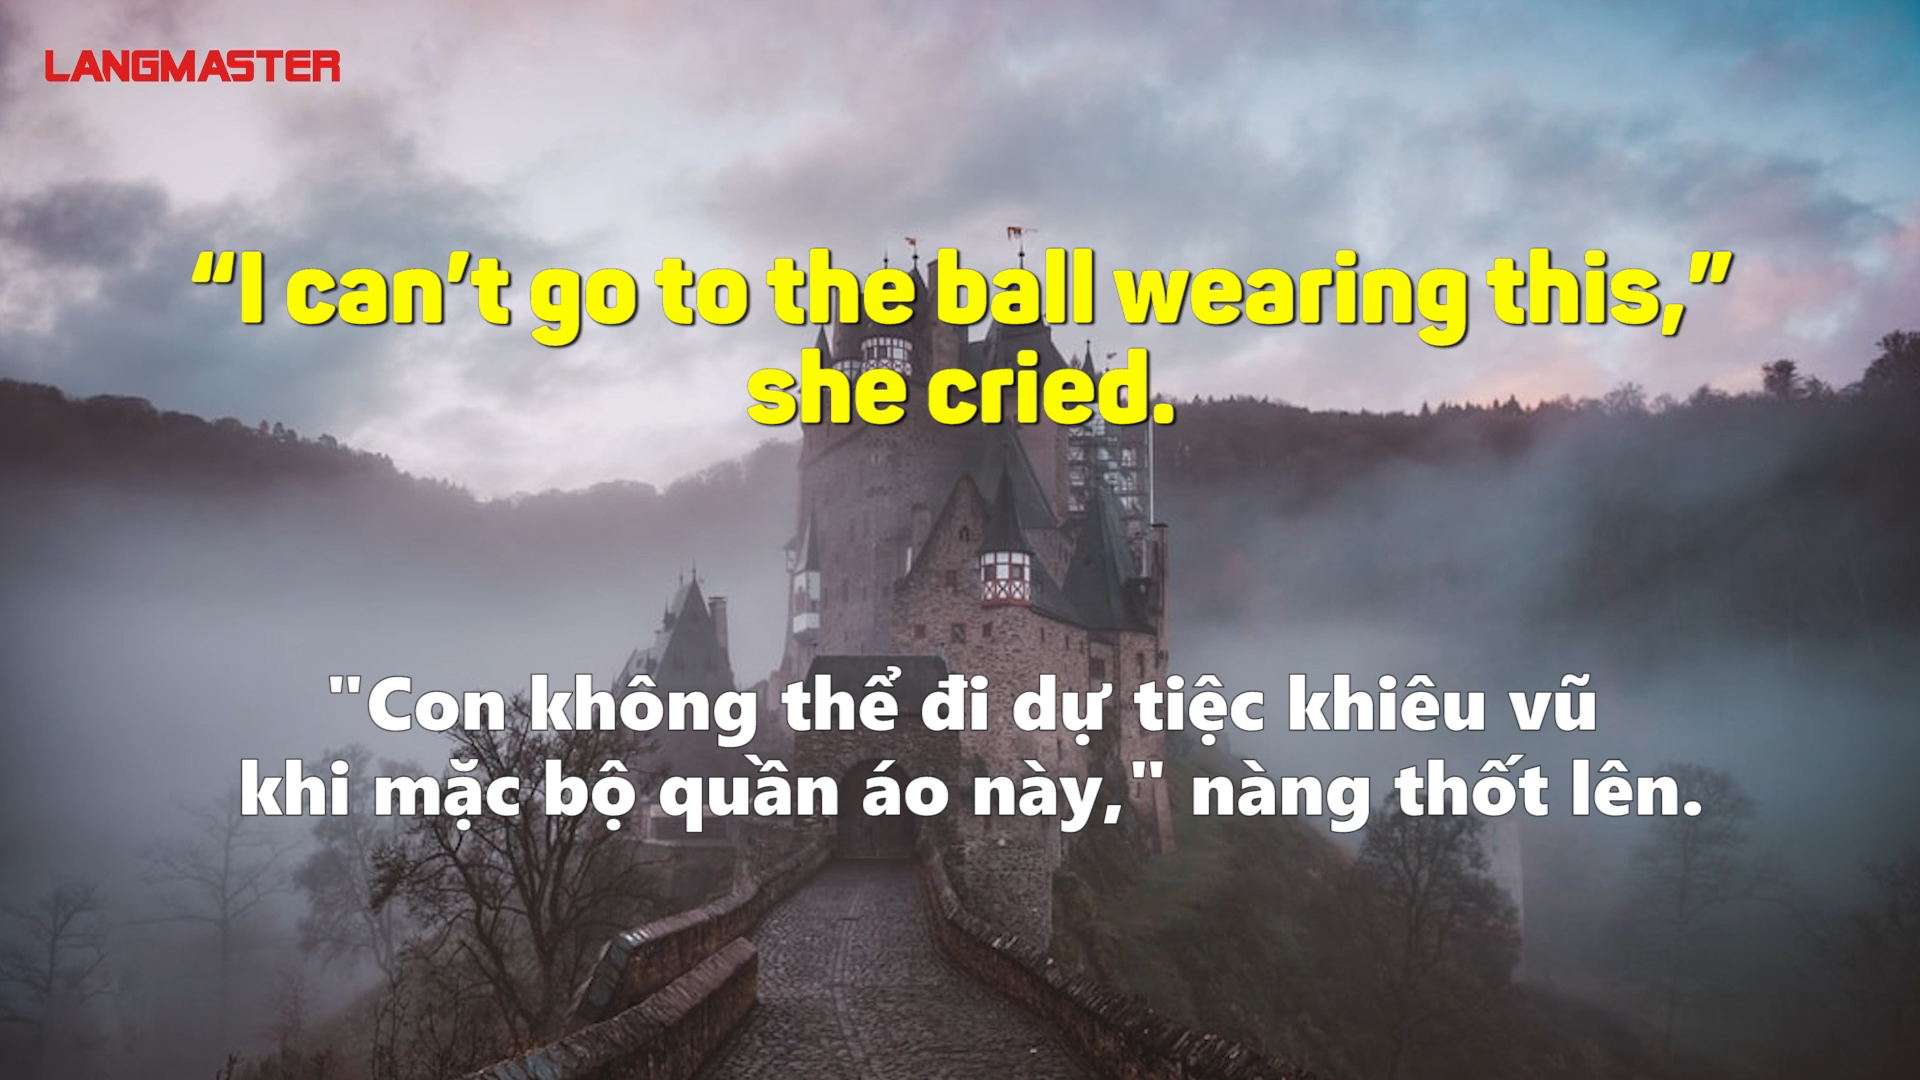 LANGMASTER
“I can’t go to the ball wearing this,”
she cried.
"Con không thể đi dự tiệc khiêu vũ
khi mặc bộ quần áo này," nàng thốt lên.